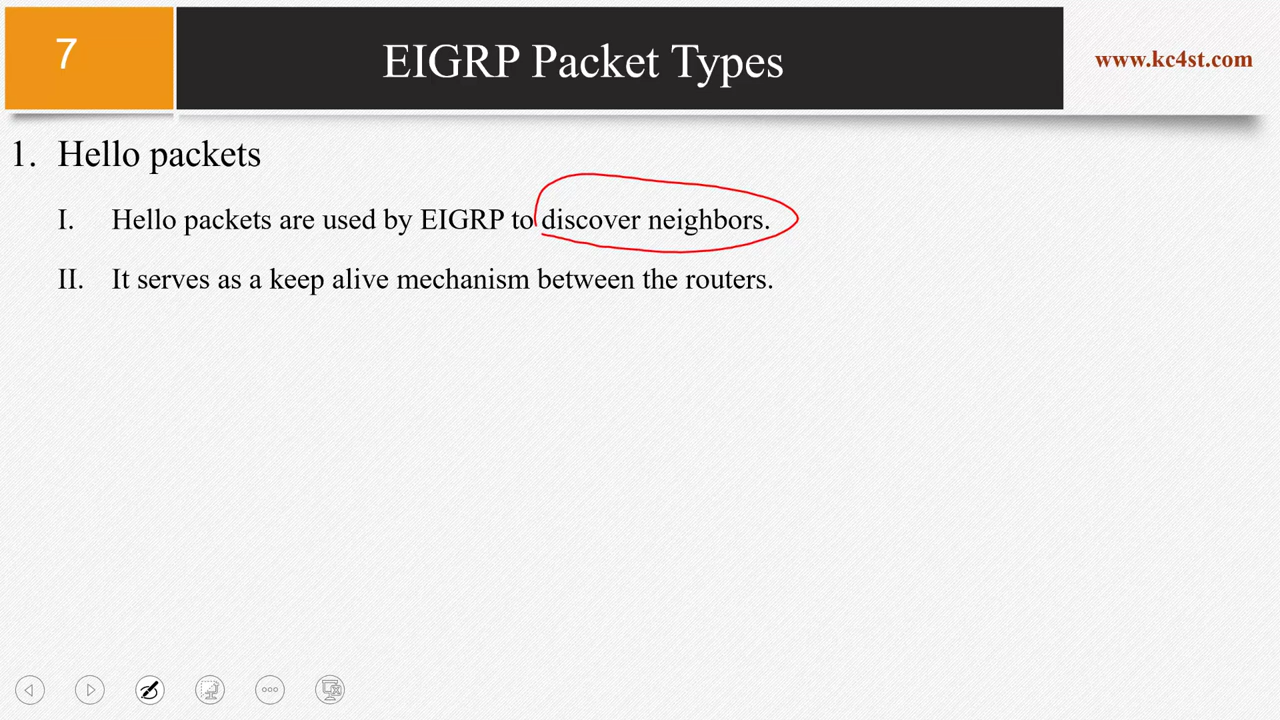 7
EIGRP Packet Types
www.kc4st.com
1. Hello packets
I. Hello packets are used by EIGRP to discover neighbors.
II. It serves as a keep alive mechanism between the routers.